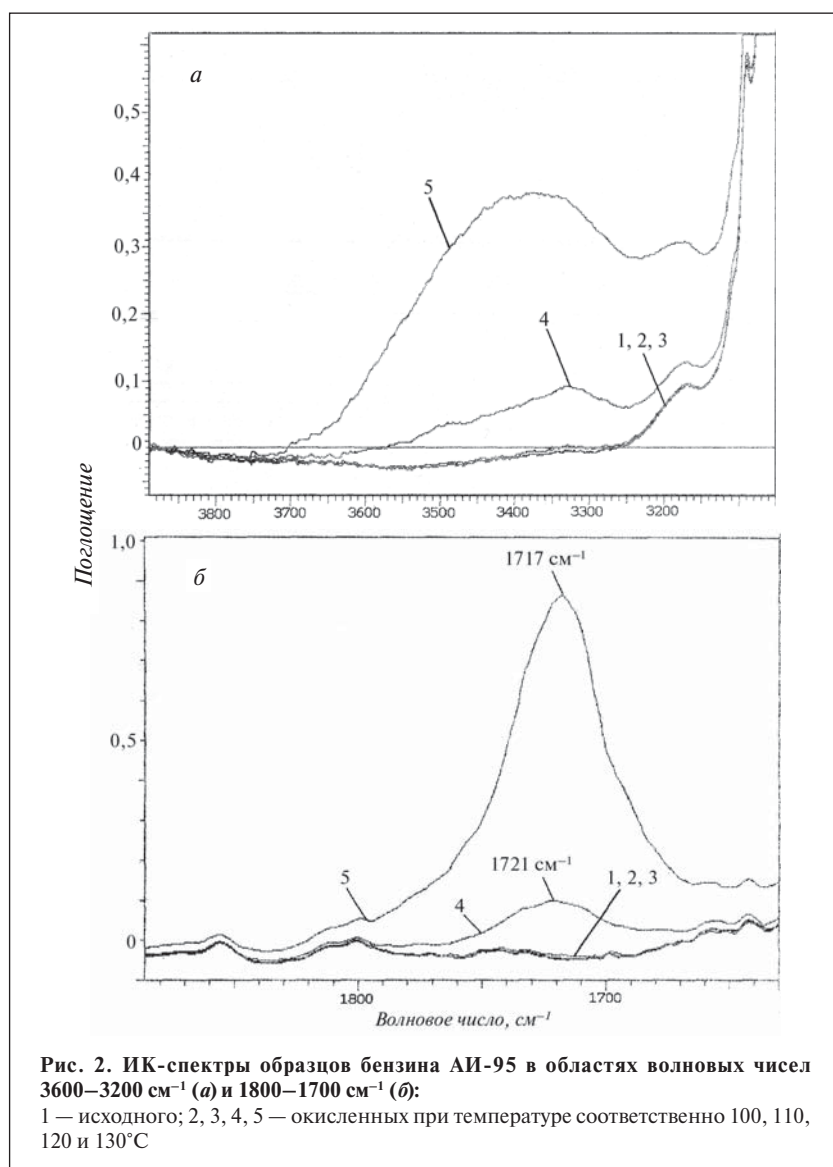 а
0,5
0,4
5
0,3
0,2
4
1, 2, 3
0,1
0
3800 3700 3600 3500 3400 3300 3200
Поглощение
1,0
б
1717 см⁻¹
0,5
1721 см⁻¹
5
4
1, 2, 3
0
1800 1700
Волновое число, см⁻¹
Рис. 2. ИК-спектры образцов бензина АИ-95 в областях волновых чисел
3600–3200 см⁻¹ (а) и 1800–1700 см⁻¹ (б):
1 — исходного; 2, 3, 4, 5 — окисленных при температуре соответственно 100, 110,
120 и 130˚С